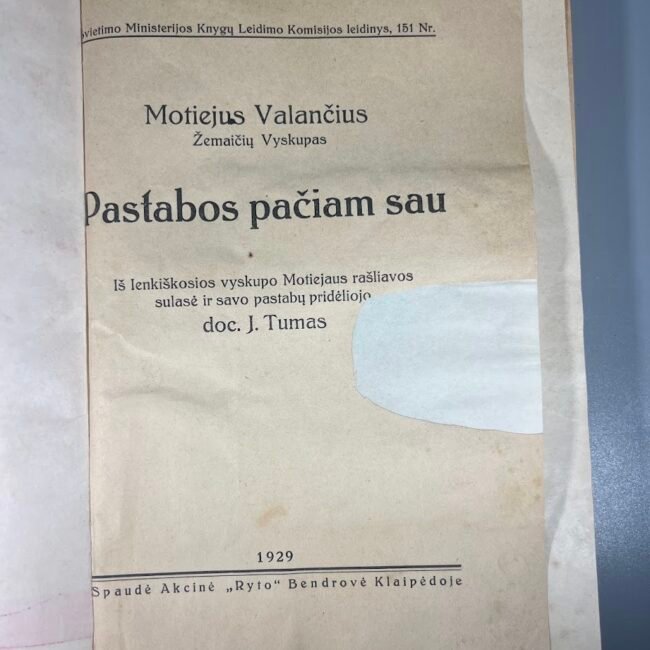 Ministerijos Knygų Leidimo Komisijos leidinys, 151 Nr.
Motiejus Valančius
Žemaičių Vyskupas
Pastabos pačiam sau
Iš lenkiškosios vyskupo Motiejaus rašliavos
sulasė ir savo pastabų pridėliojo
doc. J. Tumas
1929
Spaudė Akcinė „Ryto“ Bendrovė Klaipėdoje